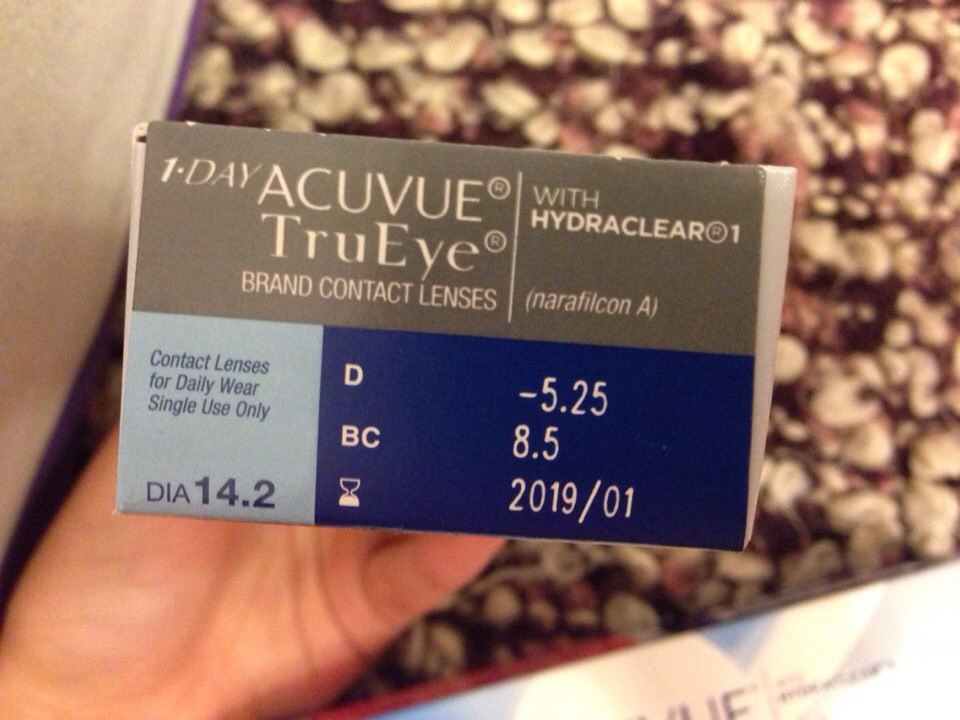 1·DAY ACUVUE®
TruEye®
BRAND CONTACT LENSES
WITH
HYDRACLEAR®1
(narafilcon A)
Contact Lenses
for Daily Wear
Single Use Only
DIA 14.2
D -5.25
BC 8.5
2019/01